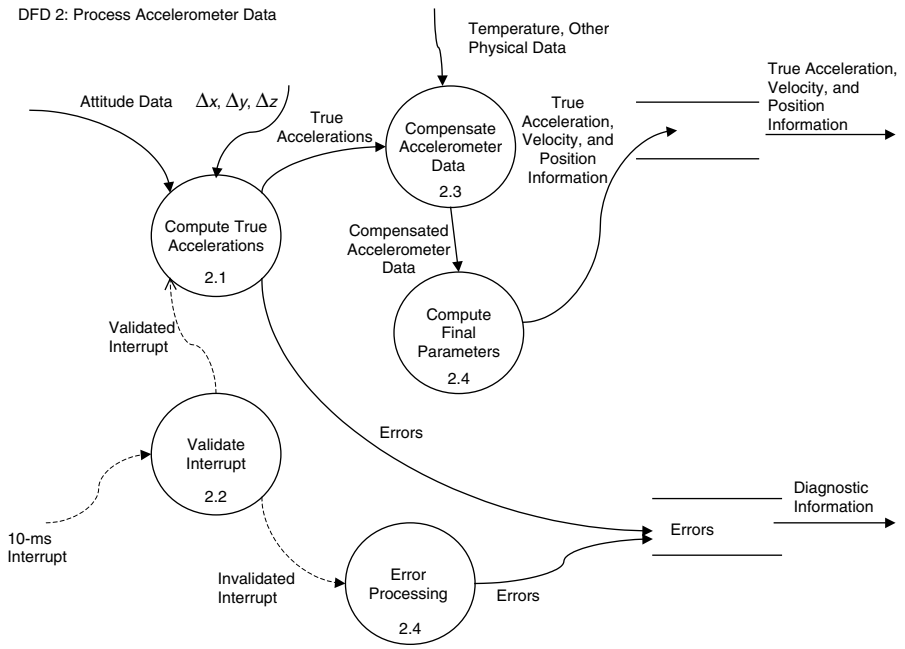 DFD 2: Process Accelerometer Data
Temperature, Other
Physical Data
True Acceleration,
Velocity, and
Position
Information
Attitude Data
Δx, Δy, Δz
True
Accelerations
True
Acceleration,
Velocity, and
Position
Information
Compensate
Accelerometer
Data
2.3
Compute True
Accelerations
2.1
Compensated
Accelerometer
Data
Compute
Final
Parameters
2.4
Validated
Interrupt
Errors
Validate
Interrupt
2.2
10-ms
Interrupt
Diagnostic
Information
Errors
Invalidated
Interrupt
Error
Processing
2.4
Errors